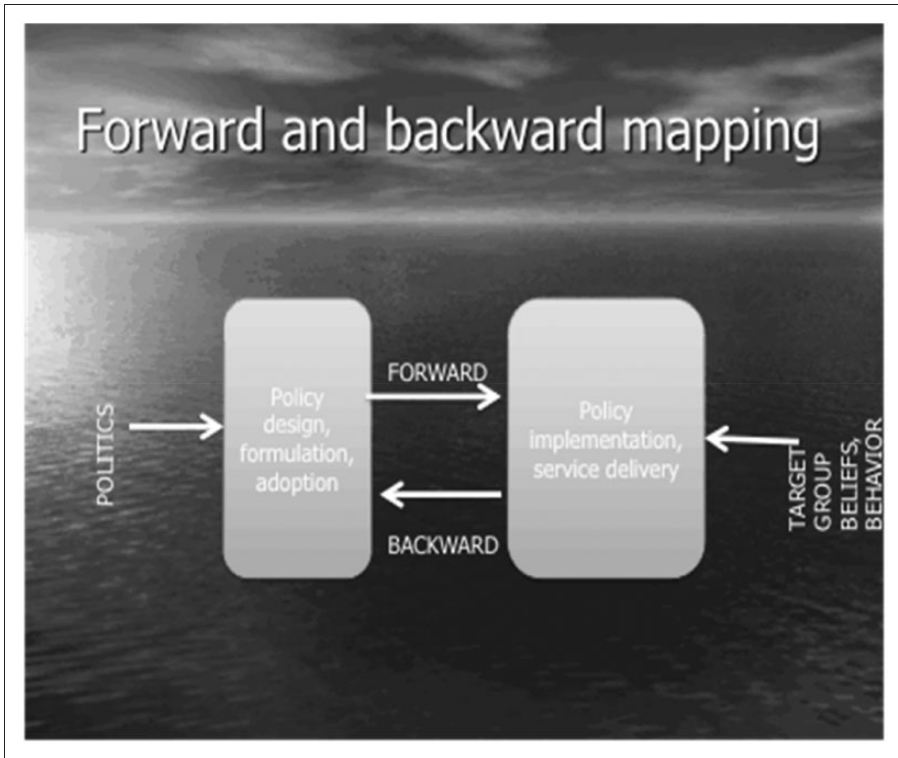 Forward and backward mapping
POLITICS
Policy
design,
formulation,
adoption
FORWARD
BACKWARD
Policy
implementation,
service delivery
TARGET
GROUP
BELIEFS,
BEHAVIOR